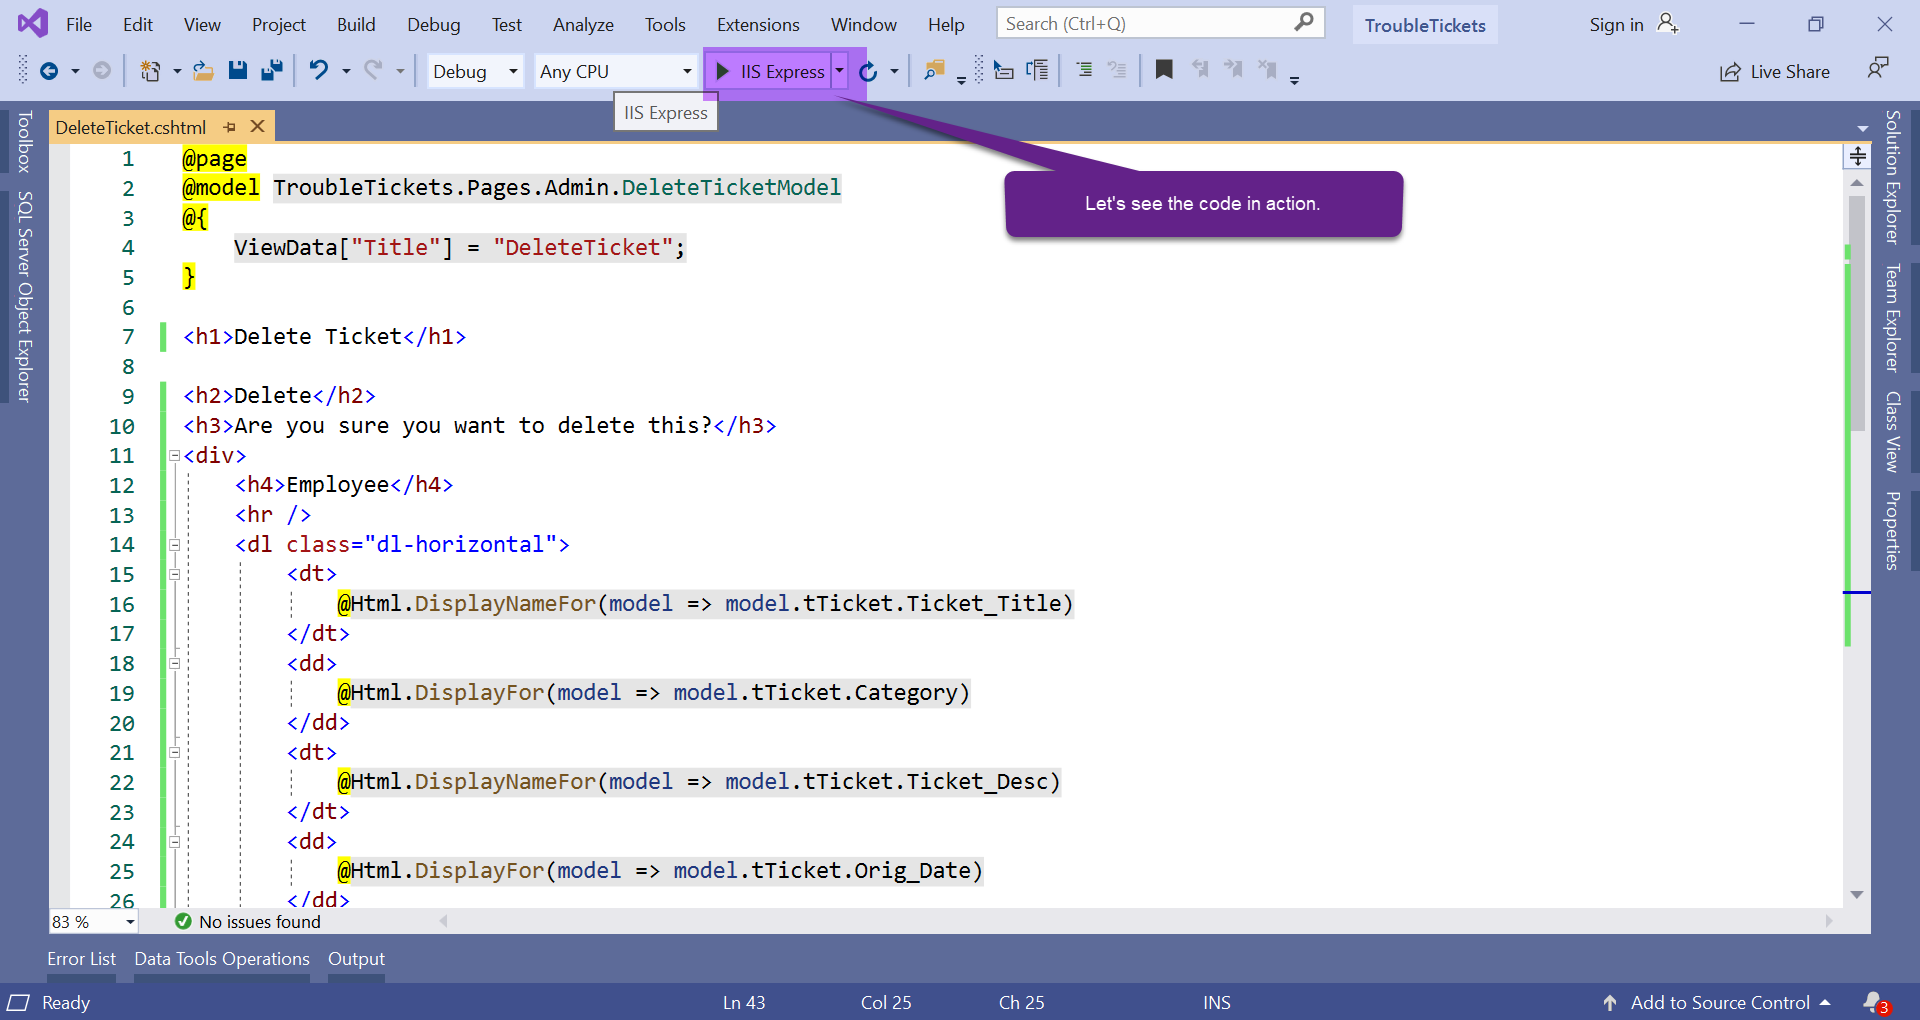 File Edit View Project Build Debug Test Analyze Tools Extensions Window Help Search (Ctrl+Q) TroubleTickets Sign in
Debug Any CPU IIS Express Live Share
IIS Express
DeleteTicket.cshtml
Let's see the code in action.
Toolbox
SQL Server Object Explorer
1 @page
2 @model TroubleTickets.Pages.Admin.DeleteTicketModel
3 @{
4 ViewData["Title"] = "DeleteTicket";
5 }
6
7 <h1>Delete Ticket</h1>
8
9 <h2>Delete</h2>
10 <h3>Are you sure you want to delete this?</h3>
11 <div>
12 <h4>Employee</h4>
13 <hr />
14 <dl class="dl-horizontal">
15 <dt>
16 @Html.DisplayNameFor(model => model.tTicket.Ticket_Title)
17 </dt>
18 <dd>
19 @Html.DisplayFor(model => model.tTicket.Category)
20 </dd>
21 <dt>
22 @Html.DisplayNameFor(model => model.tTicket.Ticket_Desc)
23 </dt>
24 <dd>
25 @Html.DisplayFor(model => model.tTicket.Orig_Date)
26 </dd>
Solution Explorer
Team Explorer
Class View
Properties
83 % No issues found
Error List Data Tools Operations Output
Ready Ln 43 Col 25 Ch 25 INS Add to Source Control 3